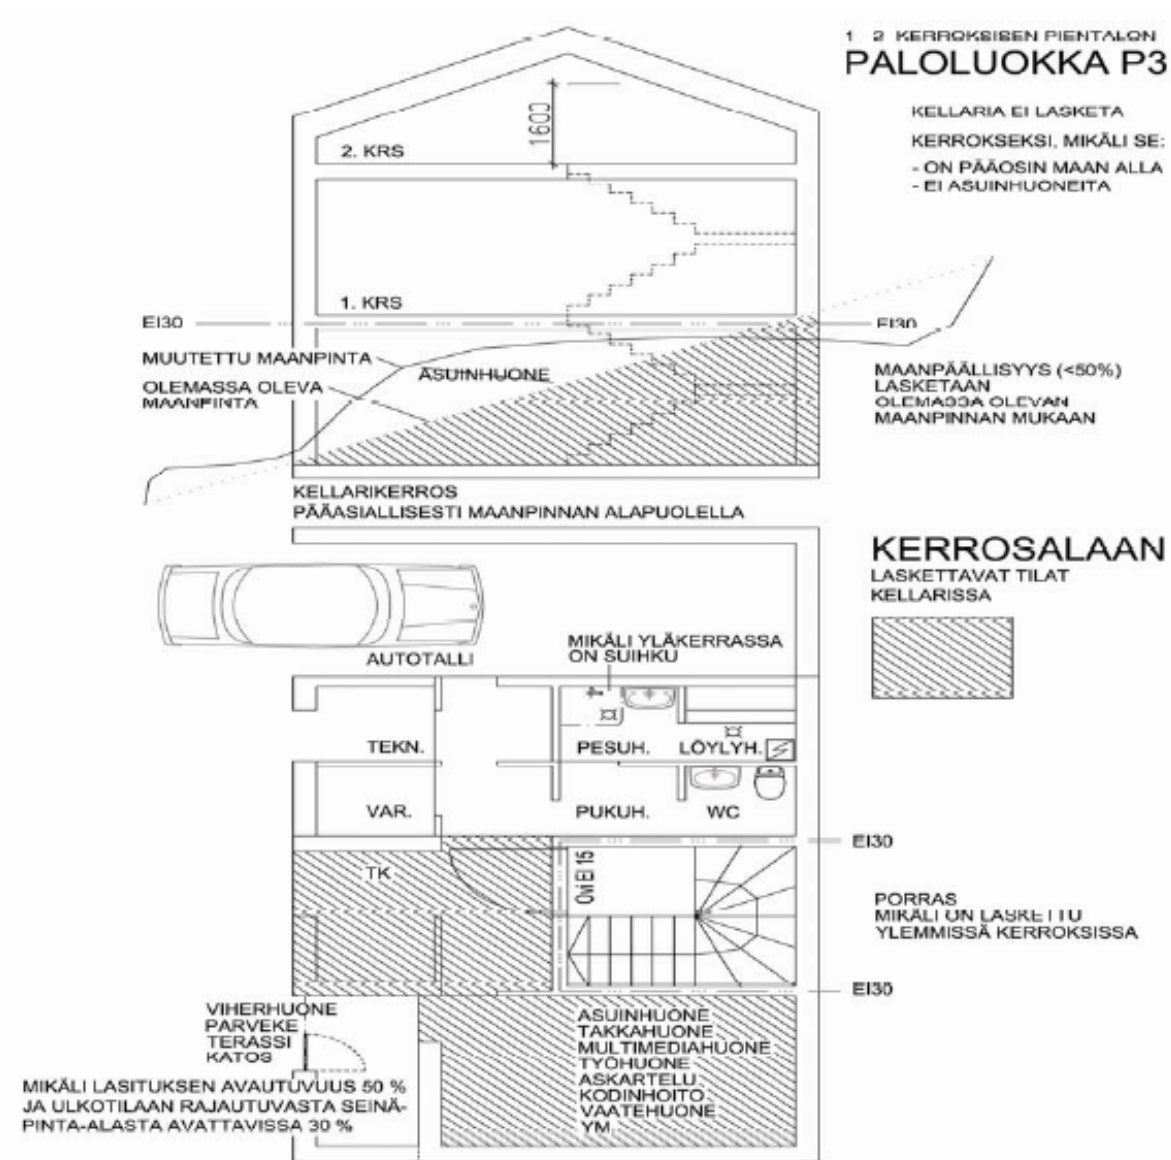 1 2 KERROKSISEN PIENTALON
PALOLUOKKA P3
KELLARIA EI LASKETA
KERROKSEKSI, MIKÄLI SE:
- ON PÄÄOSIN MAAN ALLA
- EI ASUINHUONEITA
1600
2. KRS
1. KRS
EI30
EI30
MUUTETTU MAANPINTA
ASUINHUONE
OLEMASSA OLEVA
MAANPINTA
MAANPÄÄLLISYYS (<50%)
LASKETAAN
OLEMASSA OLEVAN
MAANPINNAN MUKAAN
KELLARIKERROS
PÄÄASIALLISESTI MAANPINNAN ALAPUOLELLA
KERROSALAAN
LASKETTAVAT TILAT
KELLARISSA
MIKÄLI YLÄKERRASSA
ON SUIHKU
AUTOTALLI
TEKN.
PESUH.
LÖYLYH.
VAR.
PUKUH.
WC
EI30
TK
Ovi EI 15
PORRAS
MIKÄLI ON LASKETTU
YLEMMISSÄ KERROKSISSA
EI30
VIHERHUONE
PARVEKE
TERASSI
KATOS
MIKÄLI LASITUKSEN AVAUTUVUUS 50 %
JA ULKOTILAAN RAJAUTUVASTA SEINÄ-
PINTA-ALASTA AVATTAVISSA 30 %
ASUINHUONE
TAKKAHUONE
MULTIMEDIAHUONE
TYÖHUONE
ASKARTELU
KODINHOITO
VAATEHUONE
YM.